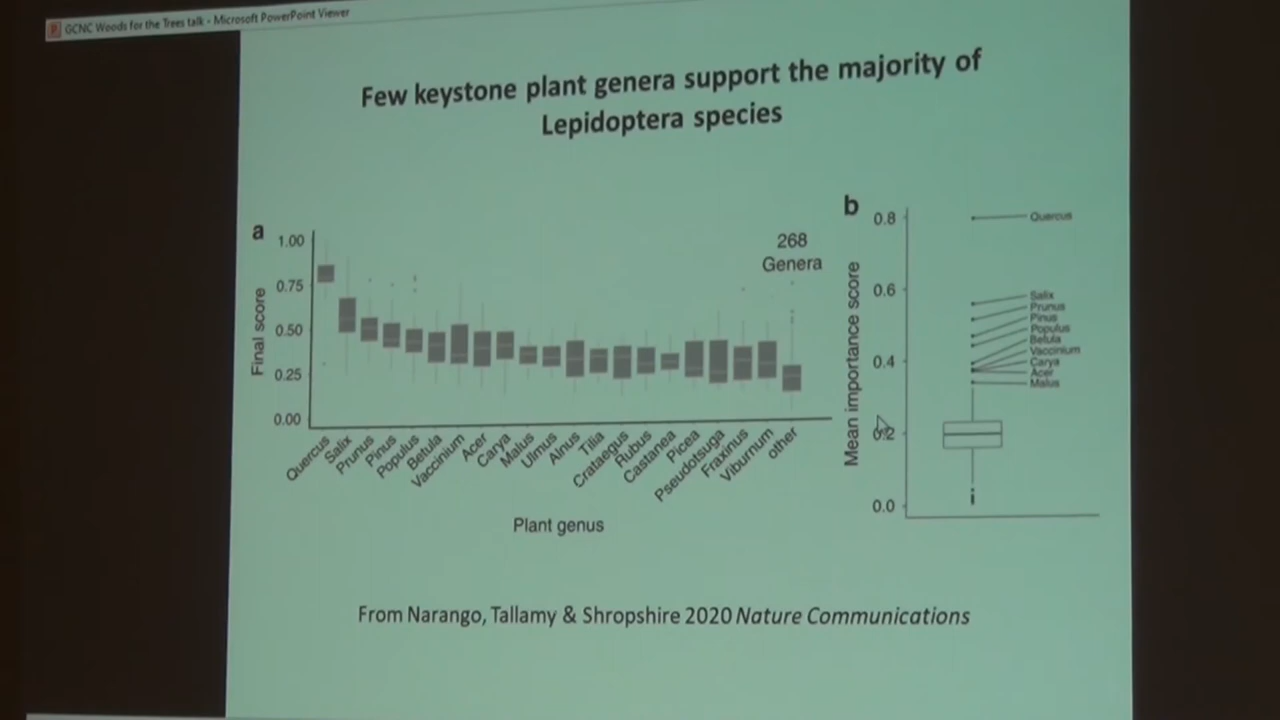 GCNC Woods for the Trees talk - Microsoft PowerPoint Viewer
Few keystone plant genera support the majority of
Lepidoptera species
a
1.00
0.75
0.50
0.25
0.00
Final score
268
Genera
Quercus
Salix
Prunus
Pinus
Populus
Betula
Vaccinium
Acer
Carya
Malus
Ulmus
Alnus
Tilia
Crataegus
Rubus
Castanea
Picea
Pseudotsuga
Fraxinus
Viburnum
other
Plant genus
b
0.8
0.6
0.4
0.2
0.0
Mean importance score
Quercus
Salix
Prunus
Pinus
Populus
Betula
Vaccinium
Carya
Acer
Malus
From Narango, Tallamy & Shropshire 2020 Nature Communications